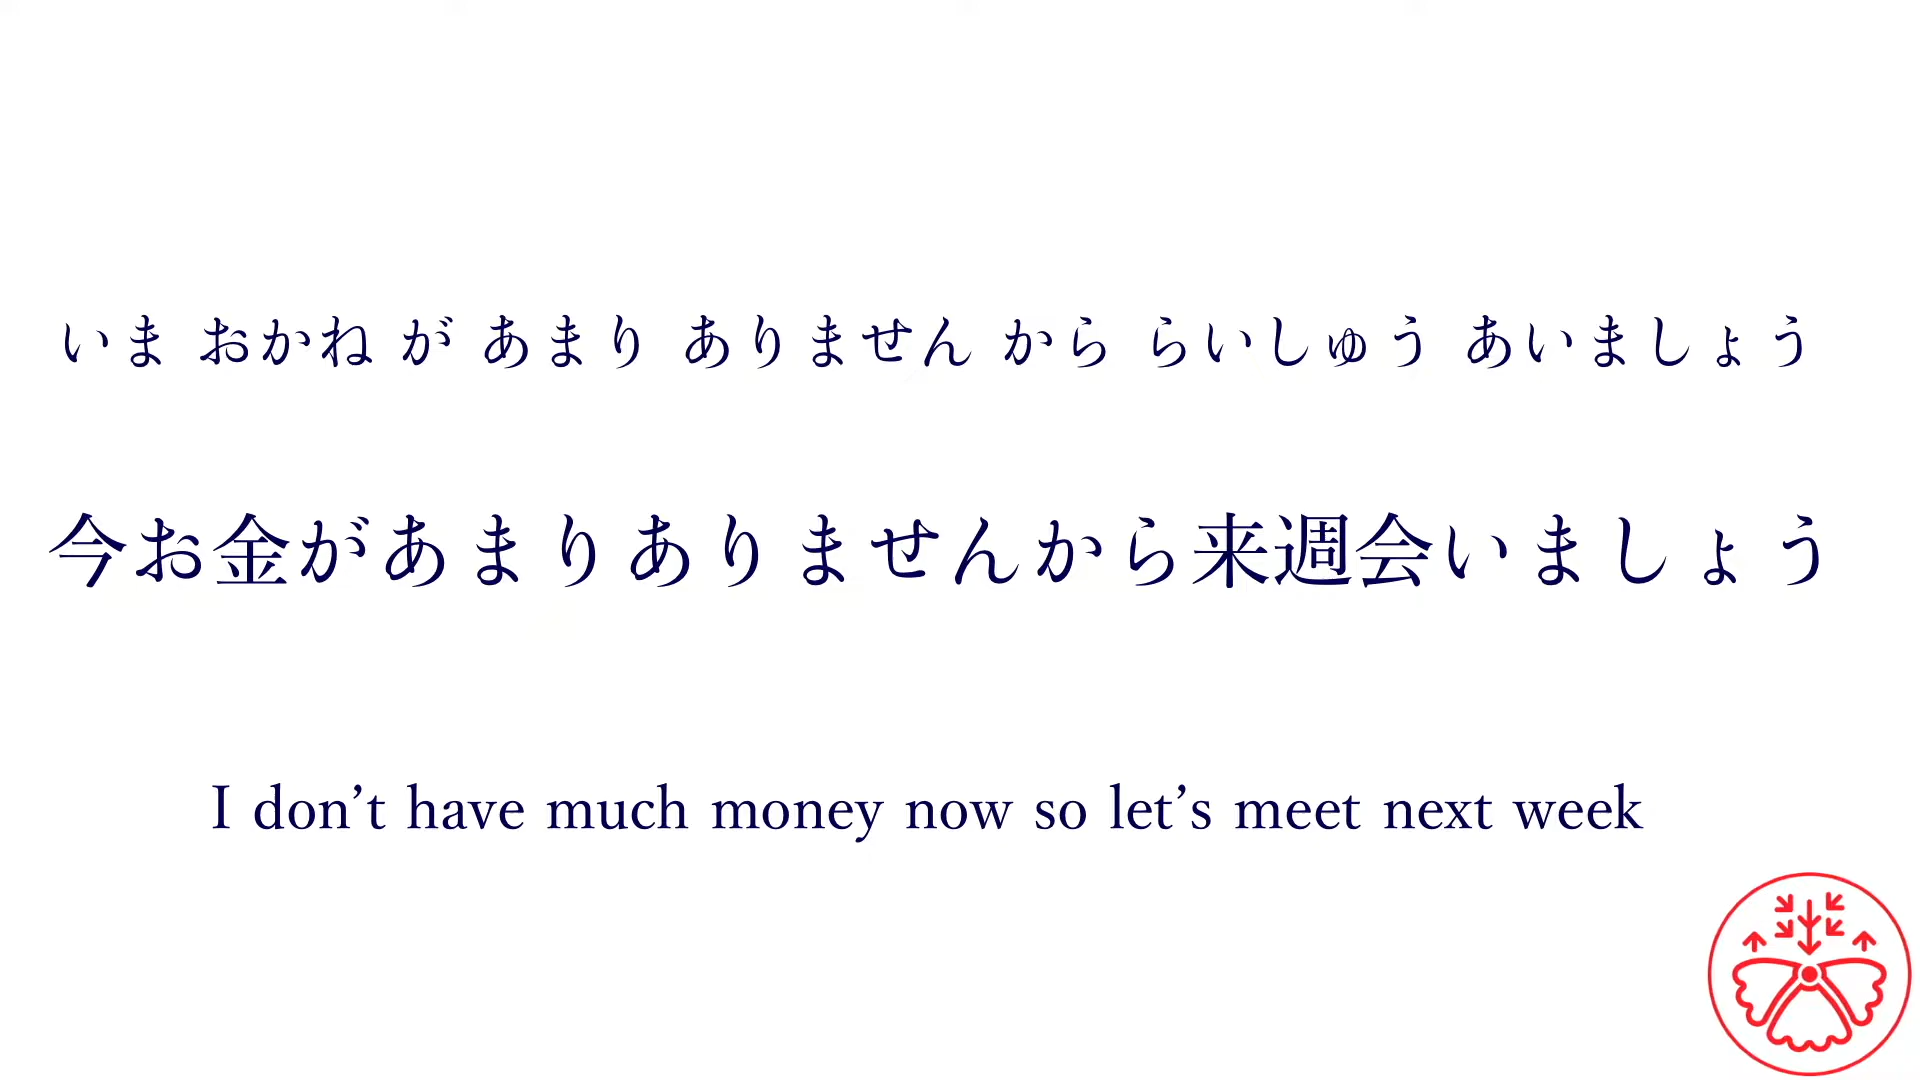 いま おかね が あまり ありません から らいしゅう あいましょう
今お金があまりありませんから来週会いましょう
I don’t have much money now so let’s meet next week